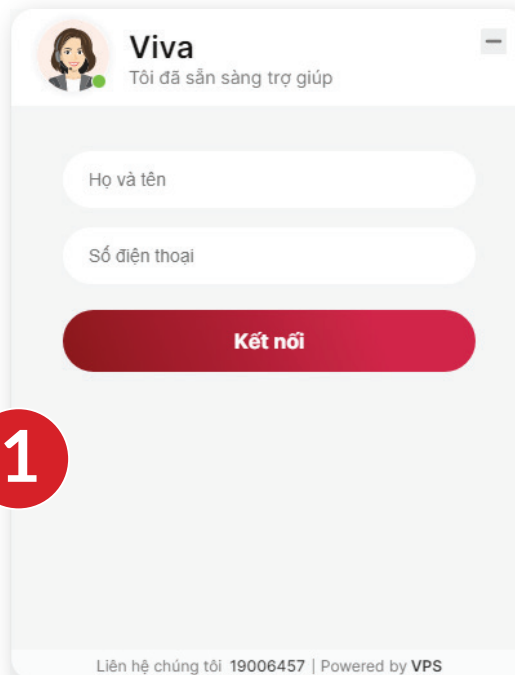 Viva
Tôi đã sẵn sàng trợ giúp
Họ và tên
Số điện thoại
Kết nối
1
Liên hệ chúng tôi 19006457 | Powered by VPS